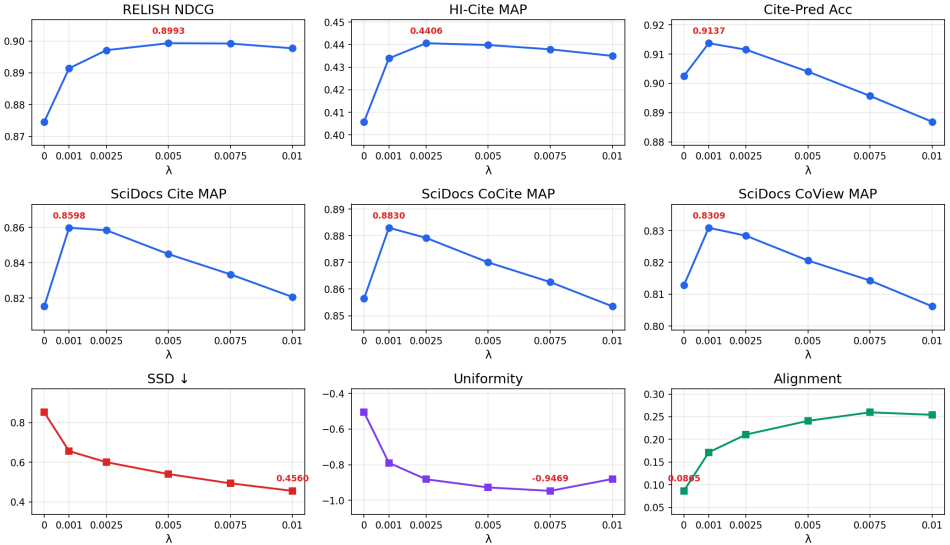 RELISH NDCG
0.8993
0.90
0.89
0.88
0.87
0 0.001 0.0025 0.005 0.0075 0.01
λ
HI-Cite MAP
0.4406
0.45
0.44
0.43
0.42
0.41
0.40
0 0.001 0.0025 0.005 0.0075 0.01
λ
Cite-Pred Acc
0.9137
0.92
0.91
0.90
0.89
0.88
0 0.001 0.0025 0.005 0.0075 0.01
λ
SciDocs Cite MAP
0.8598
0.86
0.84
0.82
0 0.001 0.0025 0.005 0.0075 0.01
λ
SciDocs CoCite MAP
0.8830
0.89
0.88
0.87
0.86
0.85
0 0.001 0.0025 0.005 0.0075 0.01
λ
SciDocs CoView MAP
0.8309
0.83
0.82
0.81
0.80
0 0.001 0.0025 0.005 0.0075 0.01
λ
SSD ↓
0.8
0.6
0.4560
0.4
0 0.001 0.0025 0.005 0.0075 0.01
λ
Uniformity
−0.4
−0.6
−0.8
-0.9469
−1.0
0 0.001 0.0025 0.005 0.0075 0.01
λ
Alignment
0.30
0.25
0.20
0.15
0.0865
0.10
0.05
0 0.001 0.0025 0.005 0.0075 0.01
λ